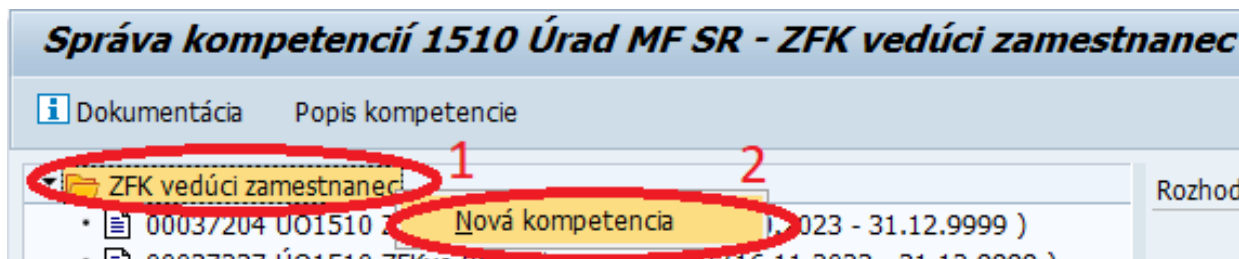 Správa kompetencií 1510 Úrad MF SR - ZFK vedúci zamestnanec
Dokumentácia Popis kompetencie
1 2
ZFK vedúci zamestnanec
Nová kompetencia
Rozhod
00037204 ÚO1510 2023 - 31.12.9999 )